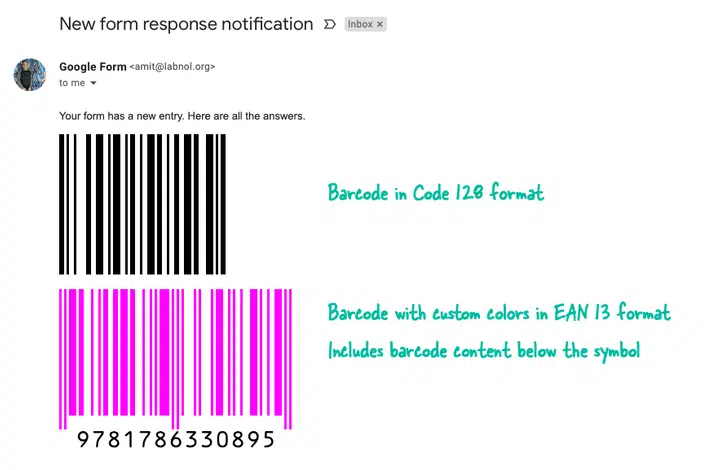 New form response notification
Inbox ×
Google Form <amit@labnol.org>
to me
Your form has a new entry. Here are all the answers.
Barcode in Code 128 format
Barcode with custom colors in EAN 13 format
Includes barcode content below the symbol
9781786330895